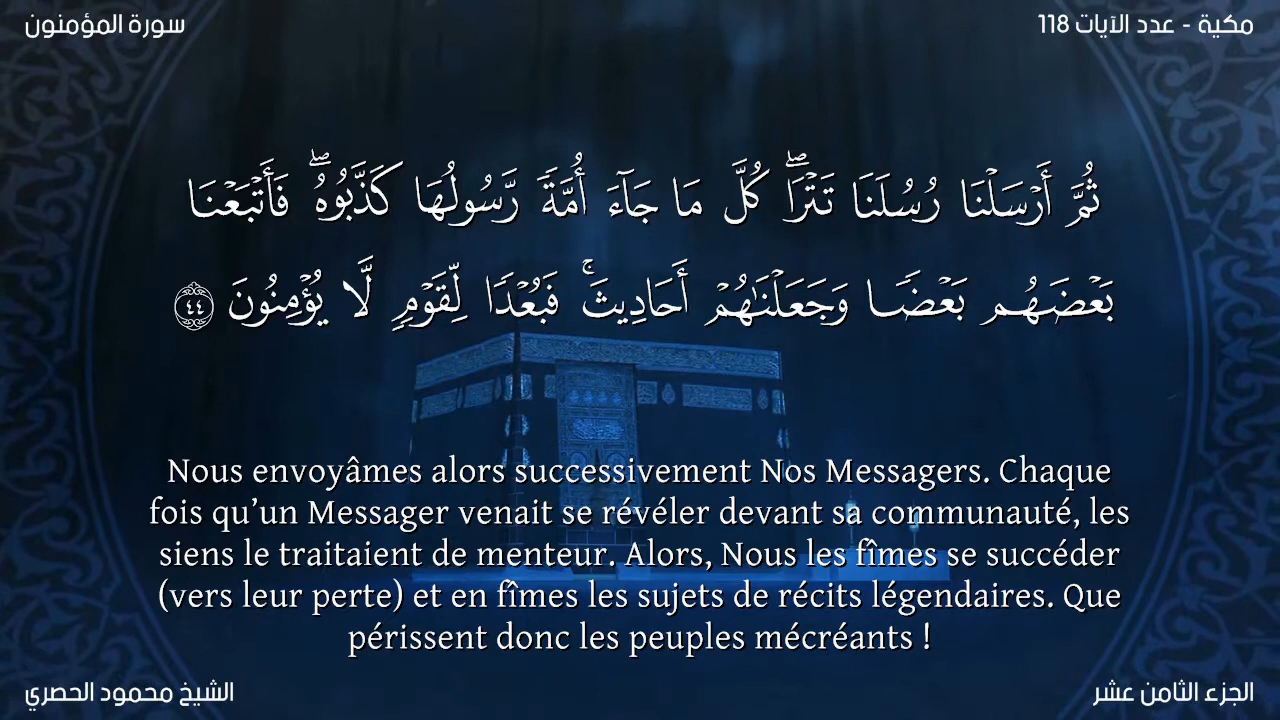 سورة المؤمنون
مكية - عدد الآيات 118
ثُمَّ أَرْسَلْنَا رُسُلَنَا تَتْرَاۖ كُلَّ مَا جَآءَ أُمَّةً رَّسُولُهَا كَذَّبُوهُۖ فَأَتْبَعْنَا
بَعْضَهُم بَعْضًا وَجَعَلْنَٰهُمْ أَحَادِيثَۚ فَبُعْدًا لِّقَوْمٍ لَّا يُؤْمِنُونَ ٤٤
Nous envoyâmes alors successivement Nos Messagers. Chaque
fois qu’un Messager venait se révéler devant sa communauté, les
siens le traitaient de menteur. Alors, Nous les fîmes se succéder
(vers leur perte) et en fîmes les sujets de récits légendaires. Que
périssent donc les peuples mécréants !
الشيخ محمود الحصري
الجزء الثامن عشر